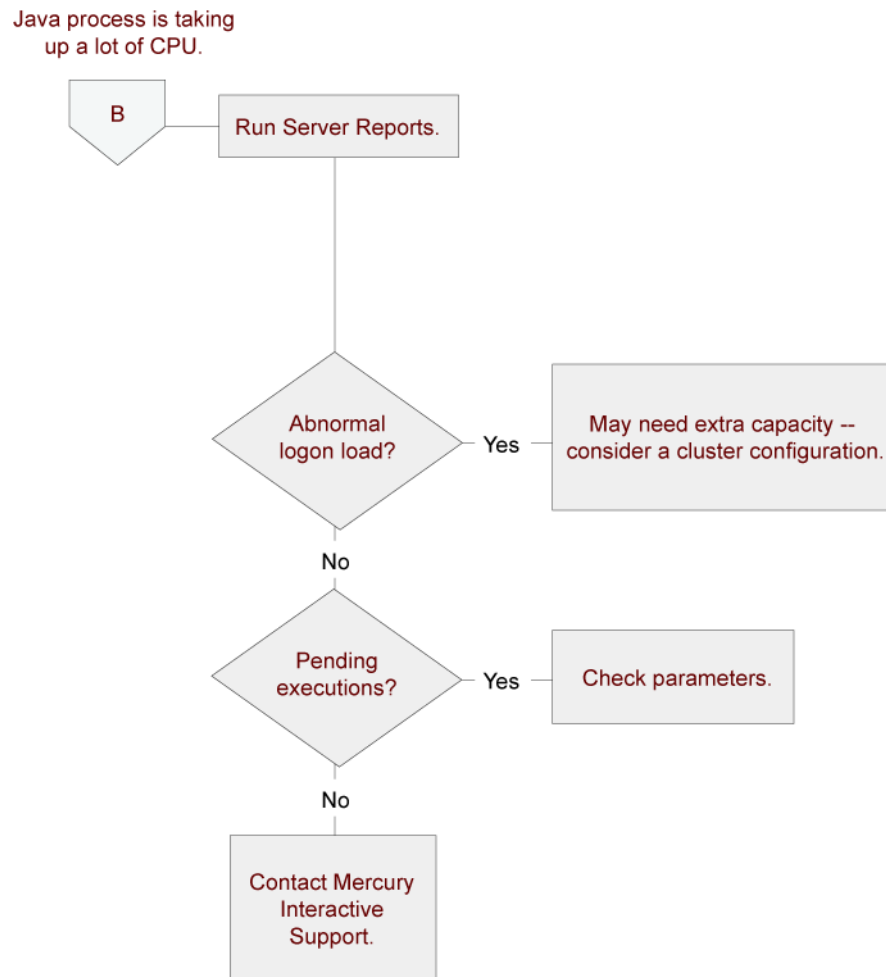 Java process is taking
up a lot of CPU.
B
Run Server Reports.
Abnormal
logon load?
Yes
May need extra capacity --
consider a cluster configuration.
No
Pending
executions?
Yes
Check parameters.
No
Contact Mercury
Interactive
Support.